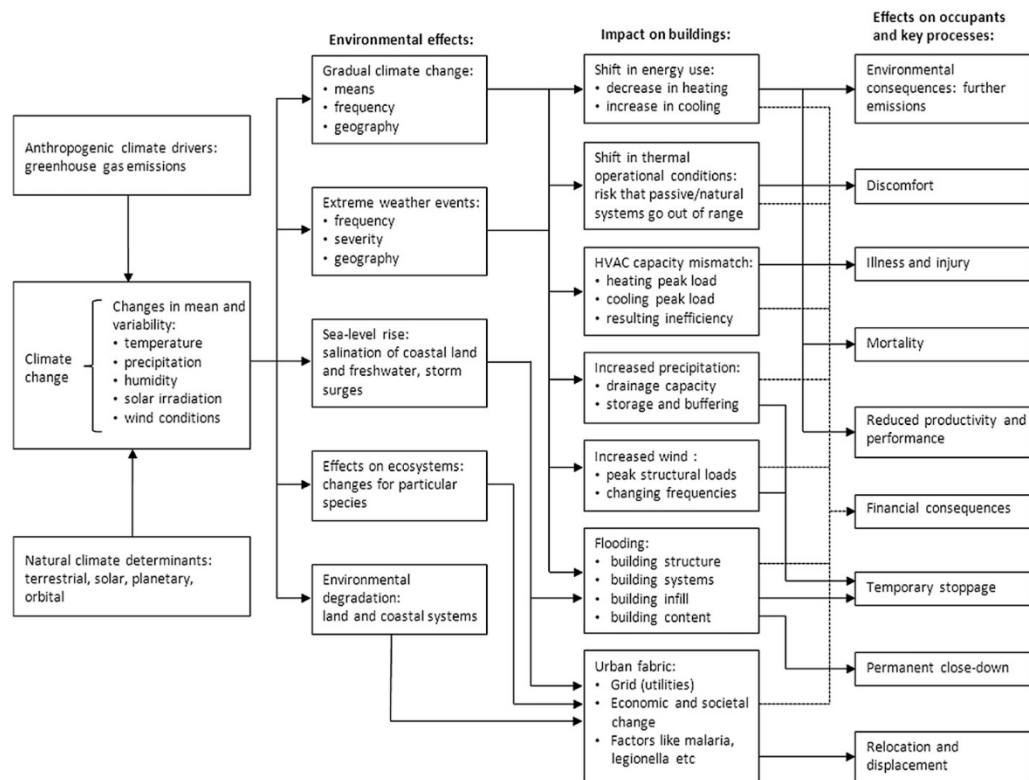 Environmental effects:
Impact on buildings:
Effects on occupants
and key processes:
Anthropogenic climate drivers:
greenhouse gas emissions
Climate
change
Changes in mean and
variability:
• temperature
• precipitation
• humidity
• solar irradiation
• wind conditions
Natural climate determinants:
terrestrial, solar, planetary,
orbital
Gradual climate change:
• means
• frequency
• geography
Extreme weather events:
• frequency
• severity
• geography
Sea-level rise:
salination of coastal land
and freshwater, storm
surges
Effects on ecosystems:
changes for particular
species
Environmental
degradation:
land and coastal systems
Shift in energy use:
• decrease in heating
• increase in cooling
Shift in thermal
operational conditions:
risk that passive/natural
systems go out of range
HVAC capacity mismatch:
• heating peak load
• cooling peak load
• resulting inefficiency
Increased precipitation:
• drainage capacity
• storage and buffering
Increased wind :
• peak structural loads
• changing frequencies
Flooding:
• building structure
• building systems
• building infill
• building content
Urban fabric:
• Grid (utilities)
• Economic and societal
change
• Factors like malaria,
legionella etc
Environmental
consequences: further
emissions
Discomfort
Illness and injury
Mortality
Reduced productivity and
performance
Financial consequences
Temporary stoppage
Permanent close-down
Relocation and
displacement